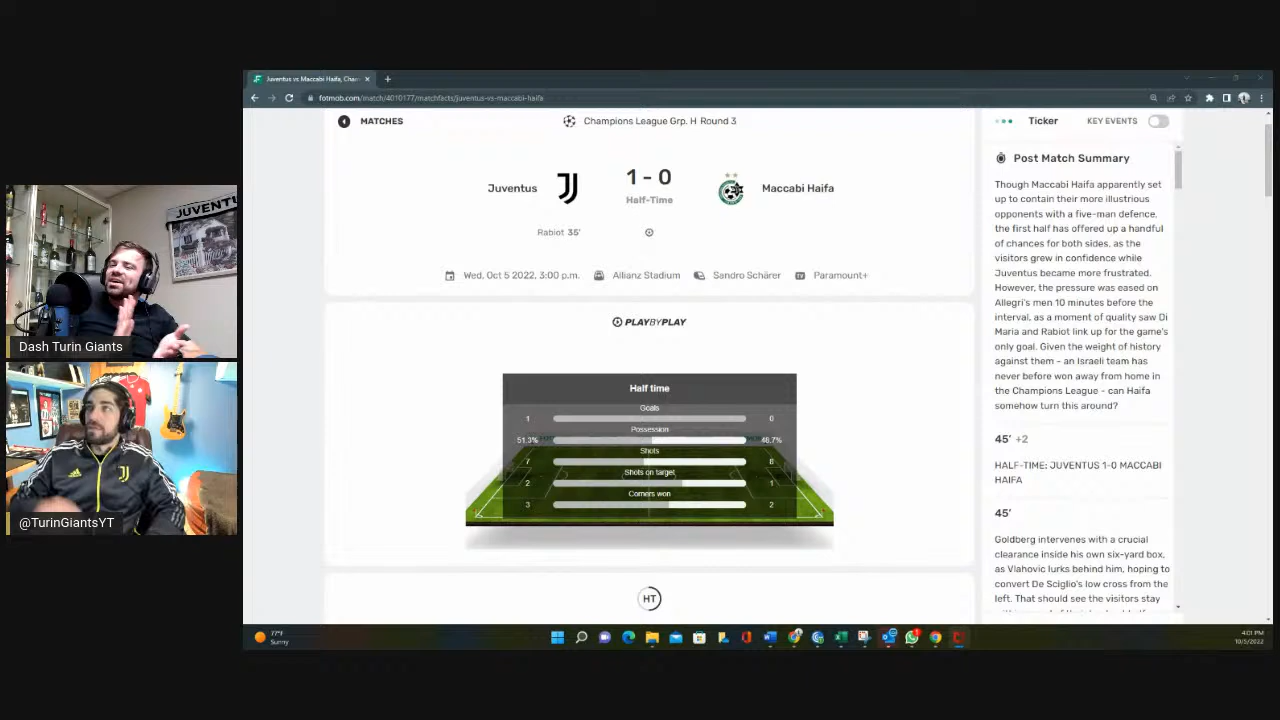 Juventus vs Maccabi Haifa, Cham
fotmob.com/match/4010177/matchfacts/juventus-vs-maccabi-haifa
MATCHES
Champions League Grp. H Round 3
Juventus
1 - 0
Half-Time
Maccabi Haifa
Rabiot 35'
Wed, Oct 5 2022, 3:00 p.m.
Allianz Stadium
Sandro Schärer
Paramount+
PLAYBYPLAY
Half time
Goals
1
0
Possession
51.3%
48.7%
Shots
7
8
Shots on target
2
1
Corners won
3
2
HT
Ticker
KEY EVENTS
Post Match Summary
Though Maccabi Haifa apparently set
up to contain their more illustrious
opponents with a five-man defence,
the first half has offered up a handful
of chances for both sides, as the
visitors grew in confidence while
Juventus became more frustrated.
However, the pressure was eased on
Allegri's men 10 minutes before the
interval, as a moment of quality saw Di
Maria and Rabiot link up for the game's
only goal. Given the weight of history
against them - an Israeli team has
never before won away from home in
the Champions League - can Haifa
somehow turn this around?
45' +2
HALF-TIME: JUVENTUS 1-0 MACCABI
HAIFA
45'
Goldberg intervenes with a crucial
clearance inside his own six-yard box,
as Vlahovic lurks behind him, hoping to
convert De Sciglio's low cross from the
left. That should see the visitors stay
JUVENTUS
Dash Turin Giants
@TurinGiantsYT
77°F
Sunny
4:01 PM
10/5/2022